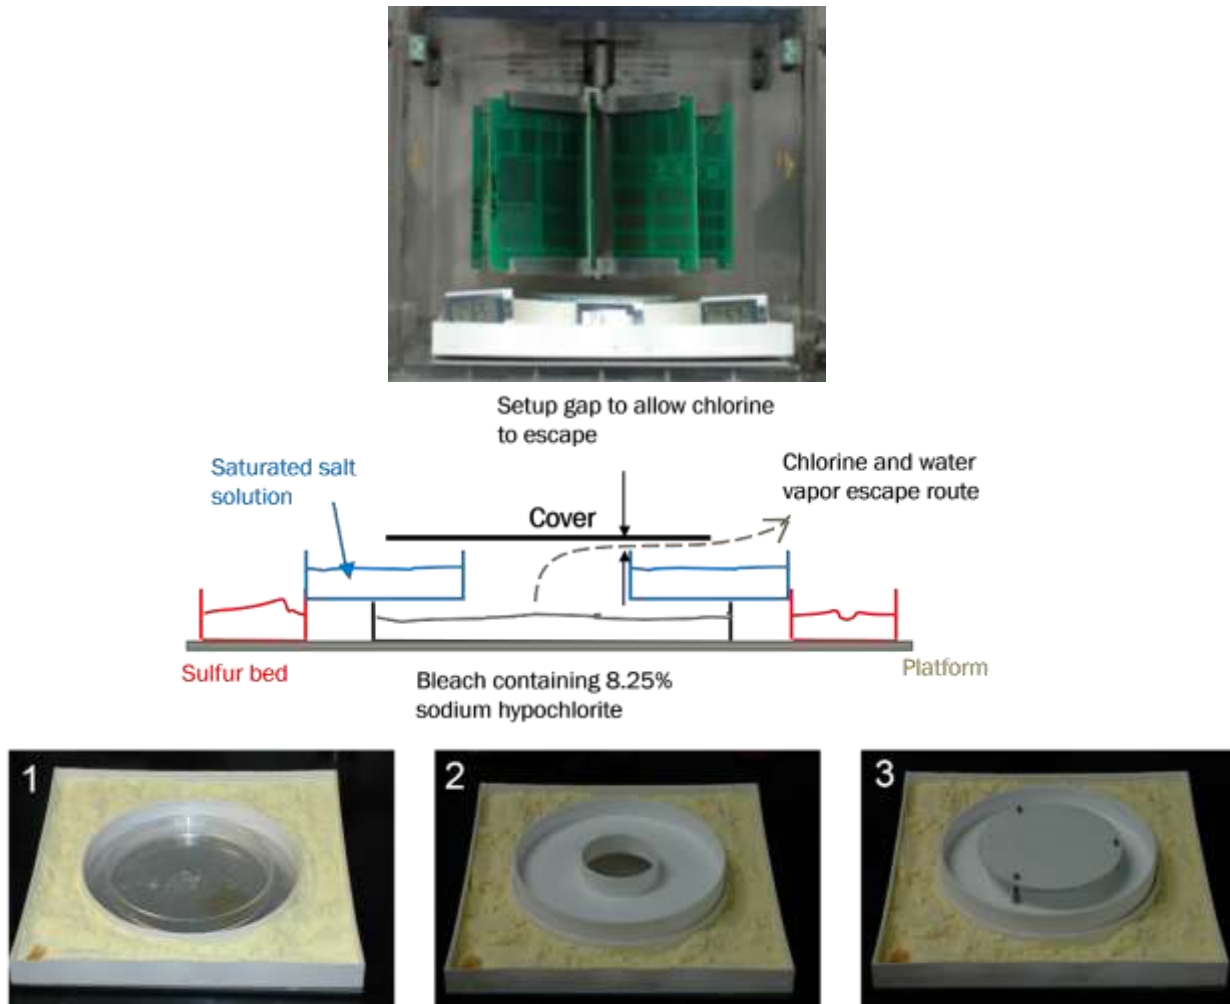 Setup gap to allow chlorine
to escape
Saturated salt
solution
Chlorine and water
vapor escape route
Cover
Sulfur bed
Platform
Bleach containing 8.25%
sodium hypochlorite
1
2
3